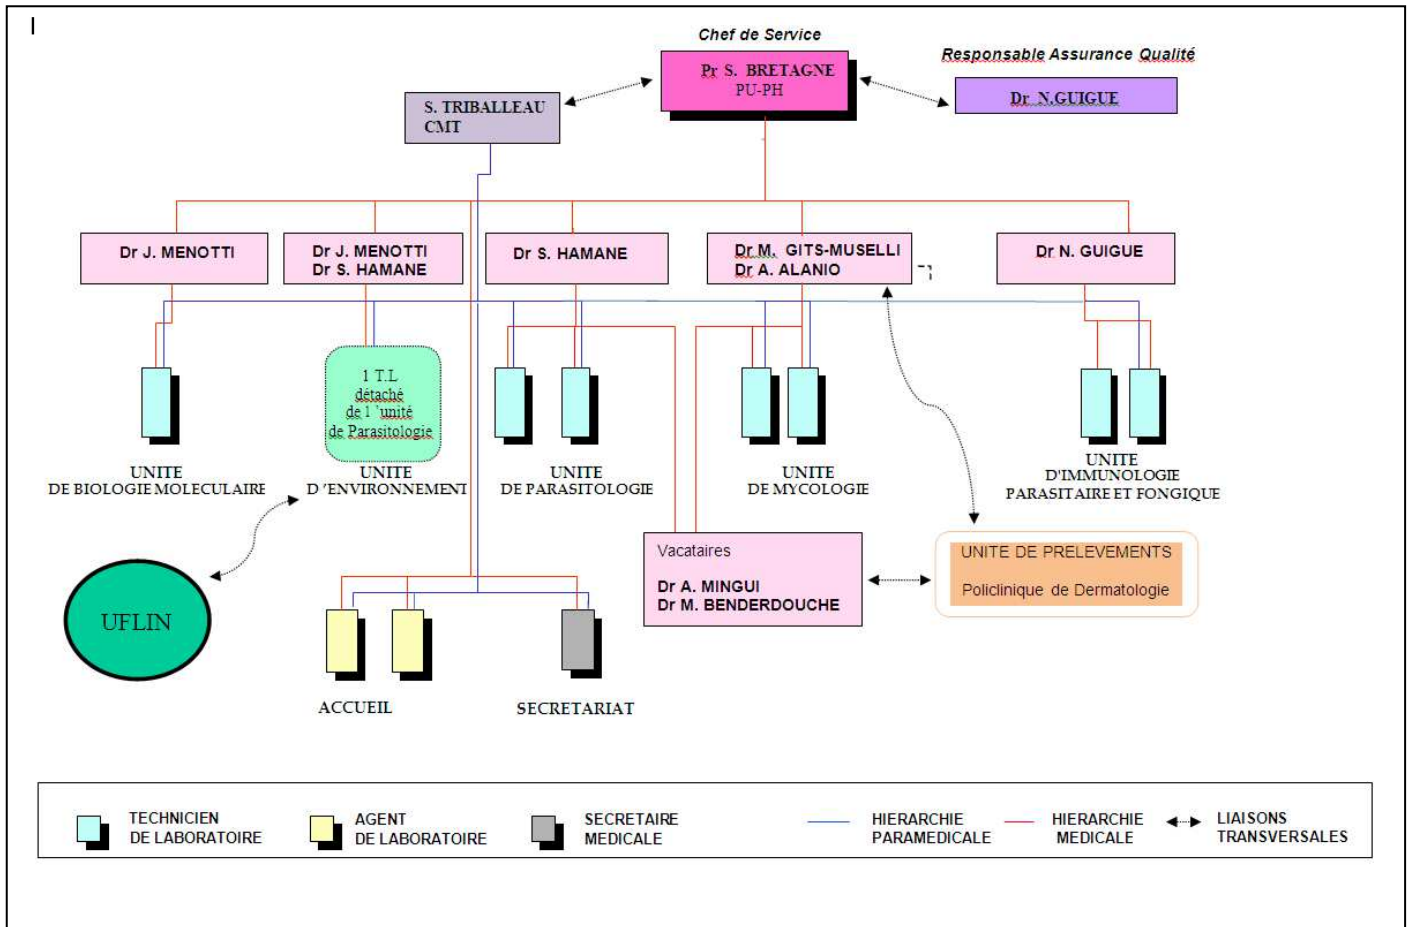 Chef de Service
Responsable Assurance Qualité
Pr S. BRETAGNE
PU-PH
Dr N.GUIGUE
S. TRIBALLEAU
CMT
Dr J. MENOTTI
Dr J. MENOTTI
Dr S. HAMANE
Dr S. HAMANE
Dr M. GITS-MUSELLI
Dr A. ALANIO
Dr N. GUIGUE
1 T.L
détaché
de l 'unité
de Parasitologie
UNITE
DE BIOLOGIE MOLECULAIRE
UNITE
D 'ENVIRONNEMENT
UNITE
DE PARASITOLOGIE
UNITE
DE MYCOLOGIE
UNITE
D'IMMUNOLOGIE
PARASITAIRE ET FONGIQUE
UFLIN
Vacataires
Dr A. MINGUI
Dr M. BENDERDOUCHE
UNITE DE PRELEVEMENTS
Policlinique de Dermatologie
ACCUEIL
SECRETARIAT
TECHNICIEN
DE LABORATOIRE
AGENT
DE LABORATOIRE
SECRETAIRE
MEDICALE
HIERARCHIE
PARAMEDICALE
HIERARCHIE
MEDICALE
LIAISONS
TRANSVERSALES